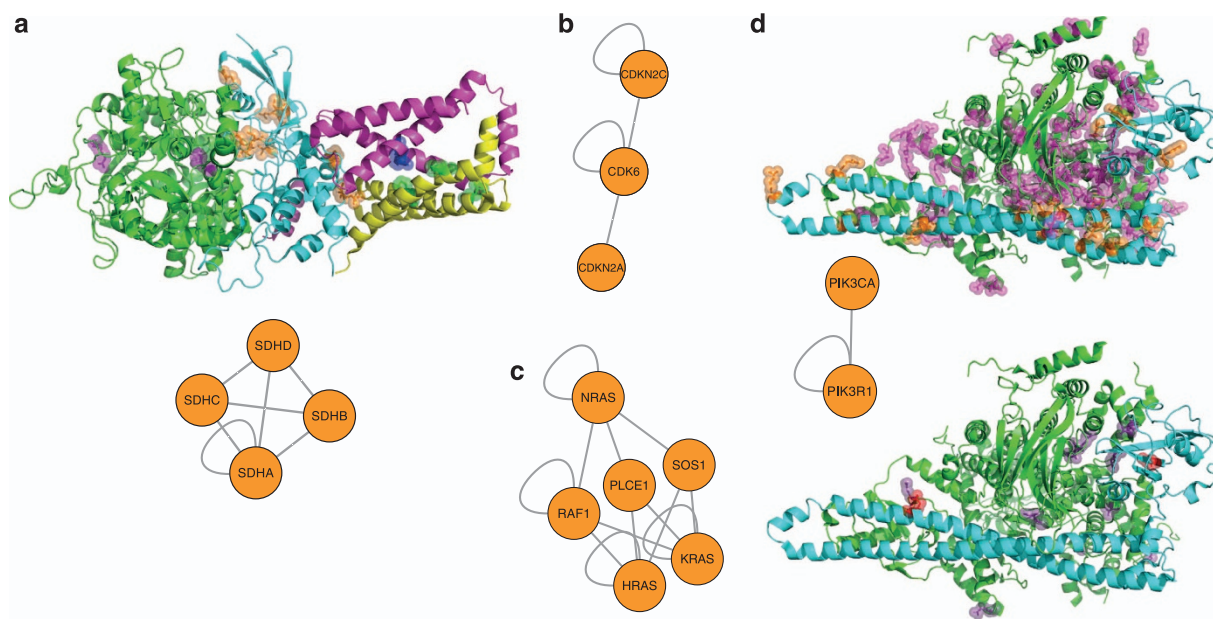 a
SDHD
SDHC
SDHB
SDHA
b
CDKN2C
CDK6
CDKN2A
c
NRAS
SOS1
PLCE1
RAF1
KRAS
HRAS
d
PIK3CA
PIK3R1